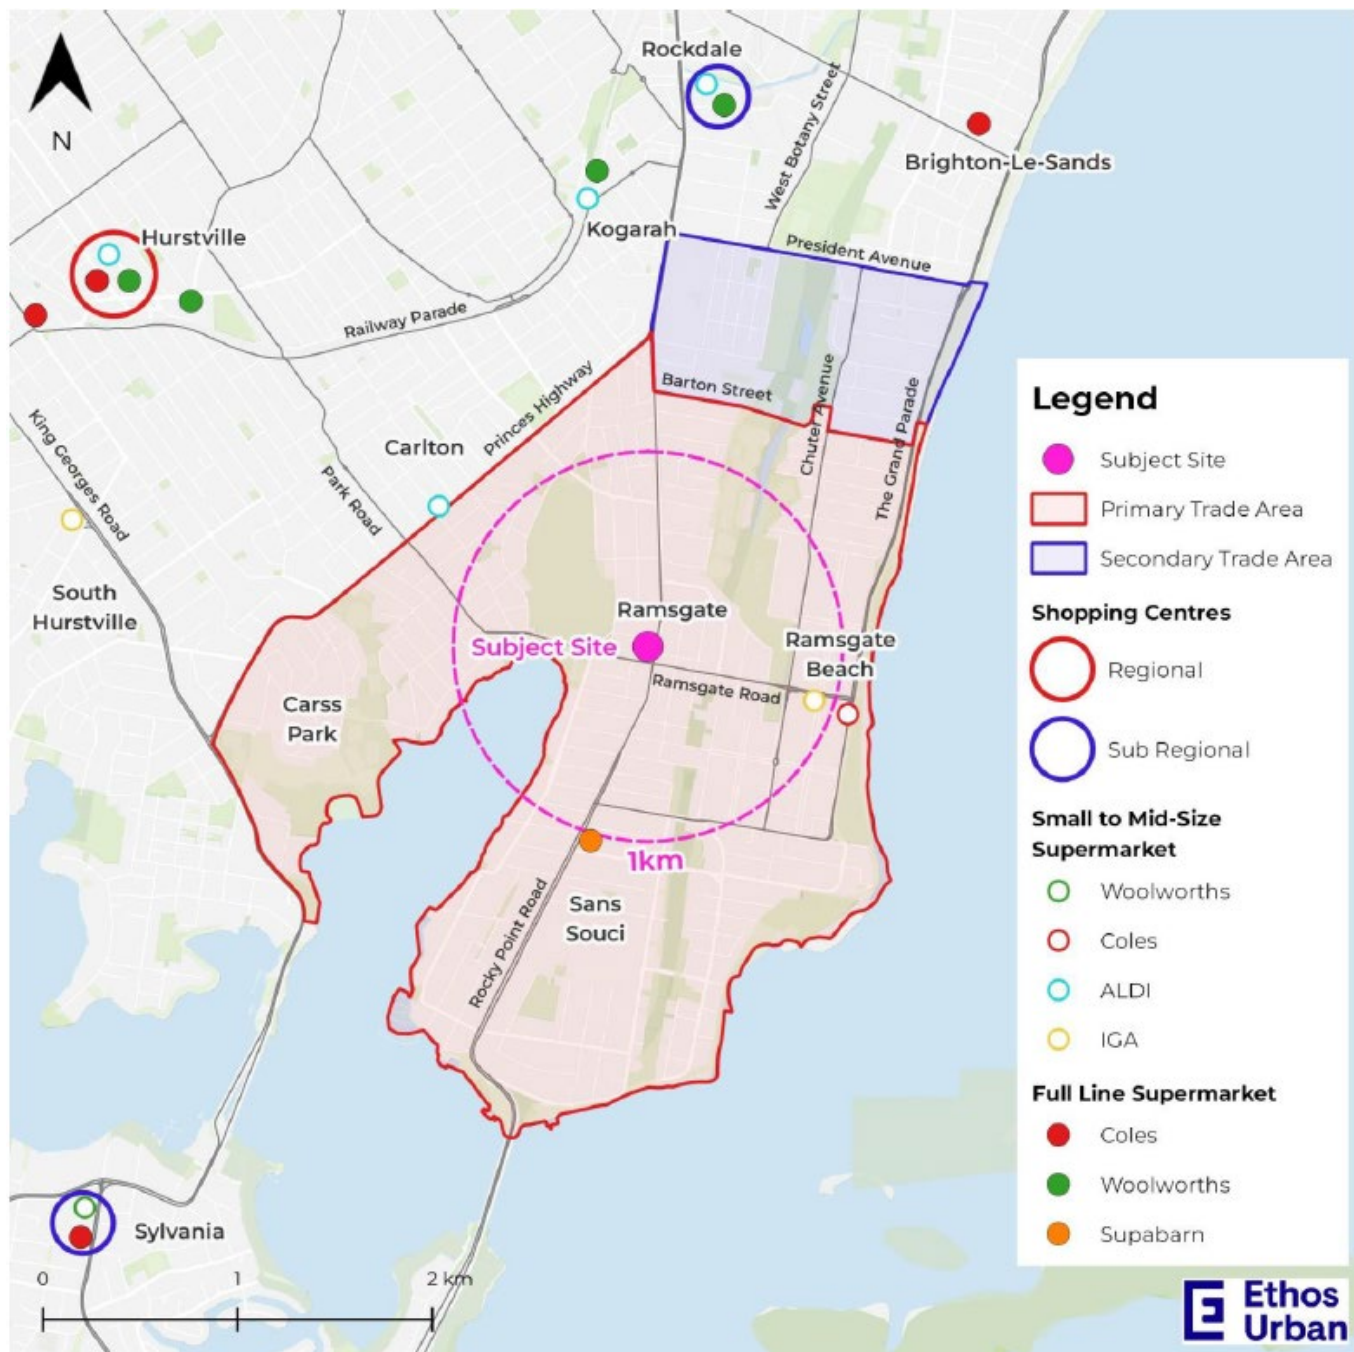 N
Rockdale
West Botany Street
Brighton-Le-Sands
Kogarah
Hurstville
President Avenue
Railway Parade
Princes Highway
Barton Street
Chuter Avenue
The Grand Parade
King Georges Road
Carlton
Park Road
South
Hurstville
Ramsgate
Subject Site
Ramsgate
Beach
Ramsgate Road
Carss
Park
1km
Sans
Souci
Rocky Point Road
Sylvania
0
1
2 km
Legend
Subject Site
Primary Trade Area
Secondary Trade Area
Shopping Centres
Regional
Sub Regional
Small to Mid-Size
Supermarket
Woolworths
Coles
ALDI
IGA
Full Line Supermarket
Coles
Woolworths
Supabarn
Ethos
Urban